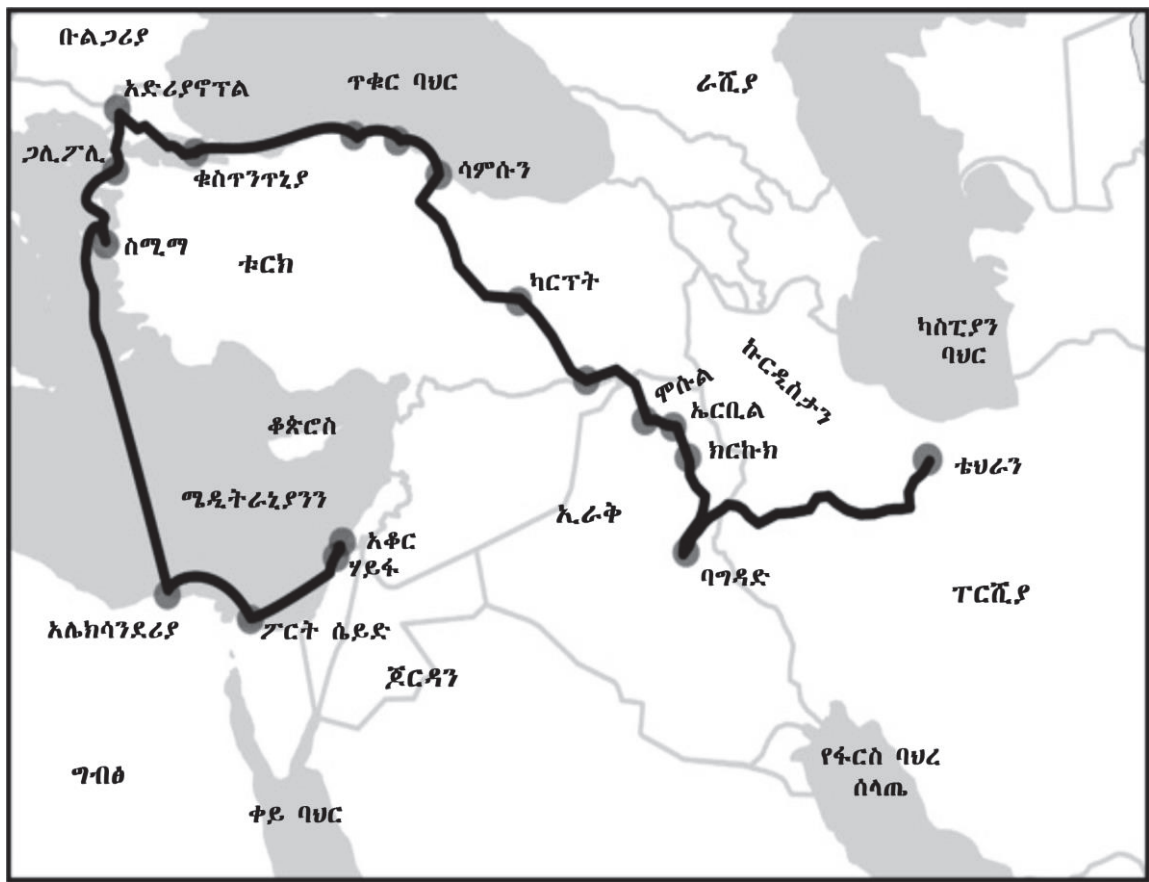 ቡልጋሪያ
አድሪያኖፕል
ጥቁር ባህር
ራሺያ
ጋሊፖሊ
ቁስጥንጥኒያ
ሳምሱን
ስሚማ
ቱርክ
ካርፕት
ካስፒያን
ባህር
ኩርዲስታን
ሞሱል
ኤርቢል
ክርኩክ
ቆጵሮስ
ቴህራን
ሜዲትራኒያንን
ኢራቅ
አቆር
ሃይፋ
ባግዳድ
ፐርሺያ
አሌክሳንደሪያ
ፖርት ሴይድ
ጆርዳን
ግብፅ
ቀይ ባህር
የፋርስ ባህረ
ሰላጤ